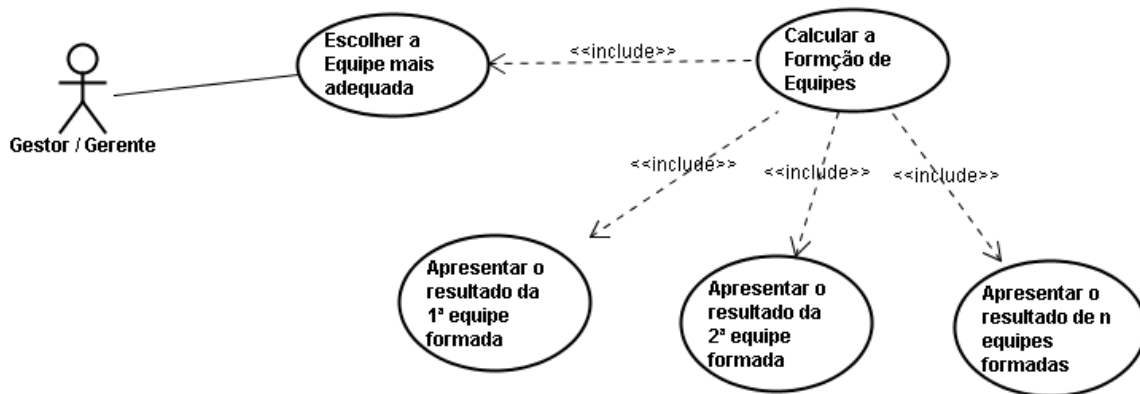 Escolher a
Equipe mais
adequada
<<include>>
Calcular a
Formção de
Equipes
Gestor / Gerente
<<include>>
<<include>>
<<include>>
Apresentar o
resultado da
1ª equipe
formada
Apresentar o
resultado da
2ª equipe
formada
Apresentar o
resultado de n
equipes
formadas